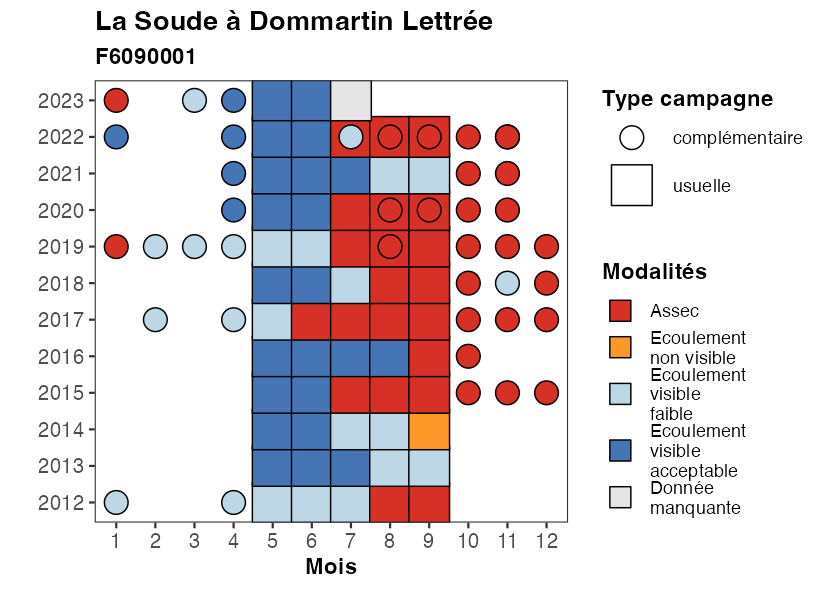 La Soude à Dommartin Lettrée
F6090001
2023
2022
2021
2020
2019
2018
2017
2016
2015
2014
2013
2012
1 2 3 4 5 6 7 8 9 10 11 12
Mois
Type campagne
complémentaire
usuelle
Modalités
Assec
Ecoulement
non visible
Ecoulement
visible
faible
Ecoulement
visible
acceptable
Donnée
manquante